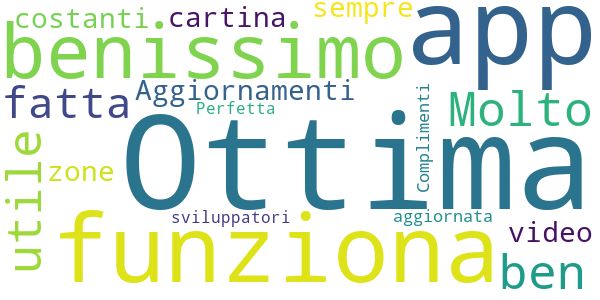 costanti cartina sempre
benissimo app
fatta Aggiornamenti Molto
Perfetta
Complimenti
Ottima
utile
zone
sviluppatori aggiornata
funziona video
ben